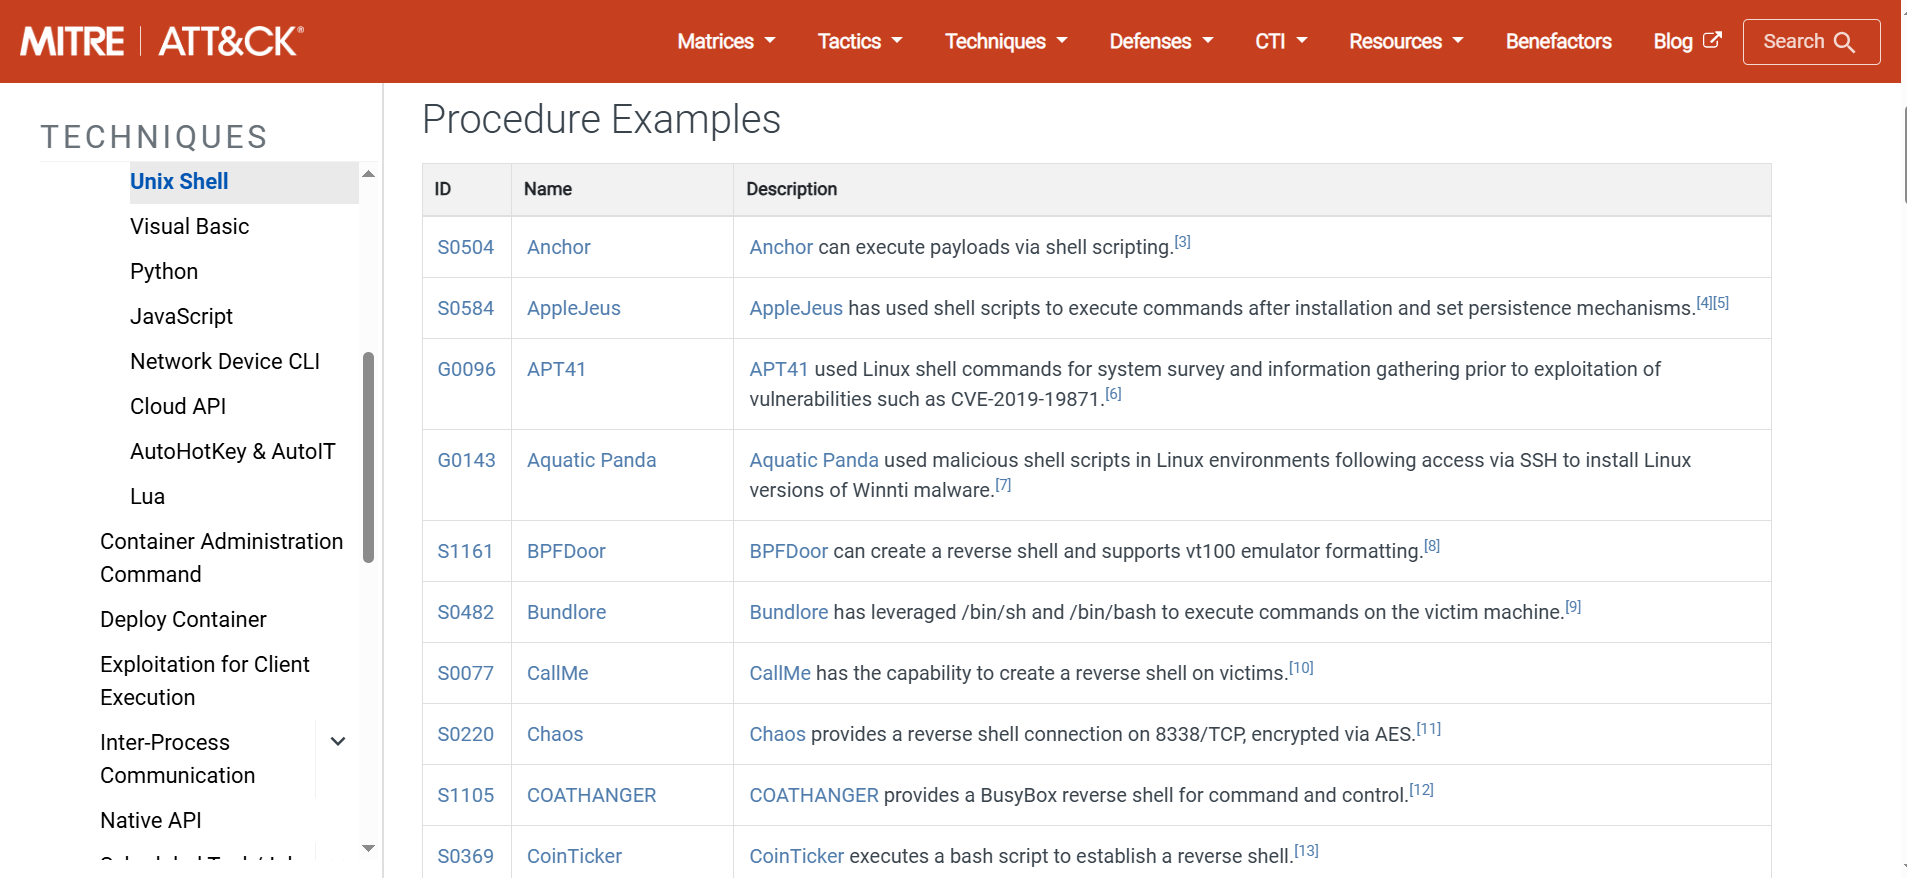 MITRE | ATT&CK®
Matrices
Tactics
Techniques
Defenses
CTI
Resources
Benefactors
Blog
Search
TECHNIQUES
Unix Shell
Visual Basic
Python
JavaScript
Network Device CLI
Cloud API
AutoHotKey & AutoIT
Lua
Container Administration
Command
Deploy Container
Exploitation for Client
Execution
Inter-Process
Communication
Native API
Procedure Examples
ID Name Description
S0504 Anchor Anchor can execute payloads via shell scripting.[3]
S0584 AppleJeus AppleJeus has used shell scripts to execute commands after installation and set persistence mechanisms.[4][5]
G0096 APT41 APT41 used Linux shell commands for system survey and information gathering prior to exploitation of
vulnerabilities such as CVE-2019-19871.[6]
G0143 Aquatic Panda Aquatic Panda used malicious shell scripts in Linux environments following access via SSH to install Linux
versions of Winnti malware.[7]
S1161 BPFDoor BPFDoor can create a reverse shell and supports vt100 emulator formatting.[8]
S0482 Bundlore Bundlore has leveraged /bin/sh and /bin/bash to execute commands on the victim machine.[9]
S0077 CallMe CallMe has the capability to create a reverse shell on victims.[10]
S0220 Chaos Chaos provides a reverse shell connection on 8338/TCP, encrypted via AES.[11]
S1105 COATHANGER COATHANGER provides a BusyBox reverse shell for command and control.[12]
S0369 CoinTicker CoinTicker executes a bash script to establish a reverse shell.[13]